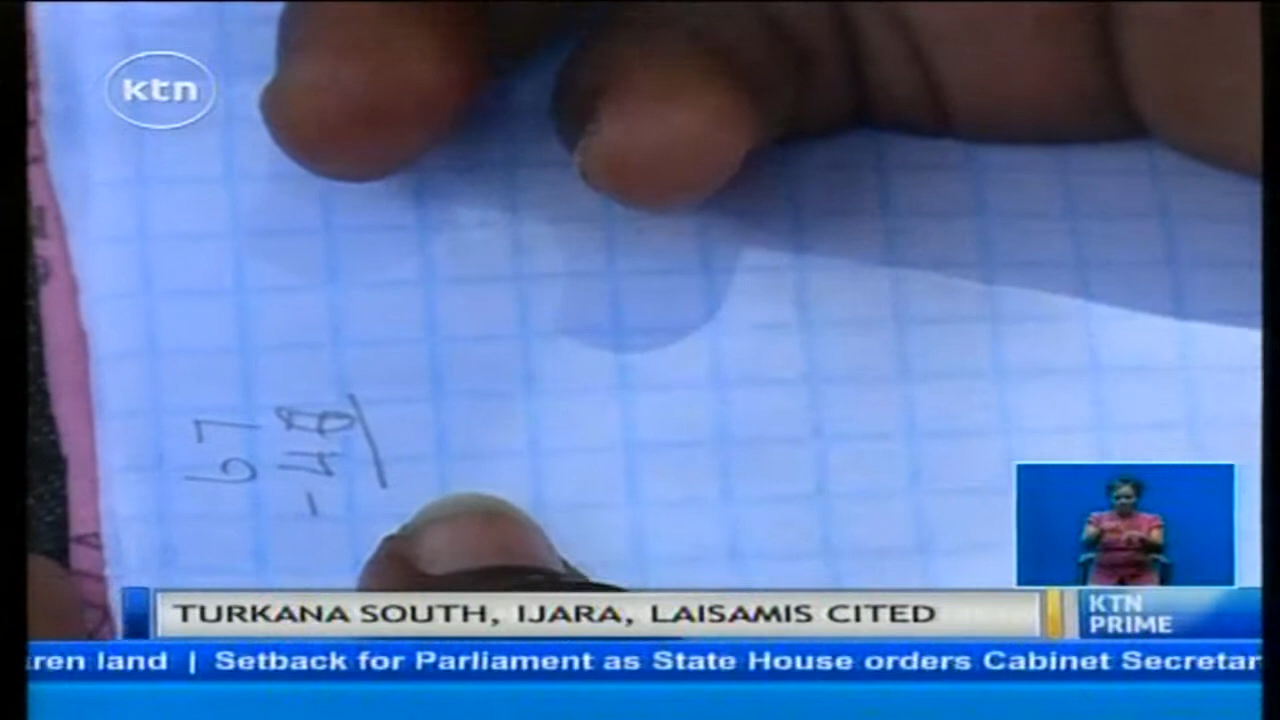 ktn
67
-48
TURKANA SOUTH, IJARA, LAISAMIS CITED
KTN
PRIME
ren land | Setback for Parliament as State House orders Cabinet Secretar